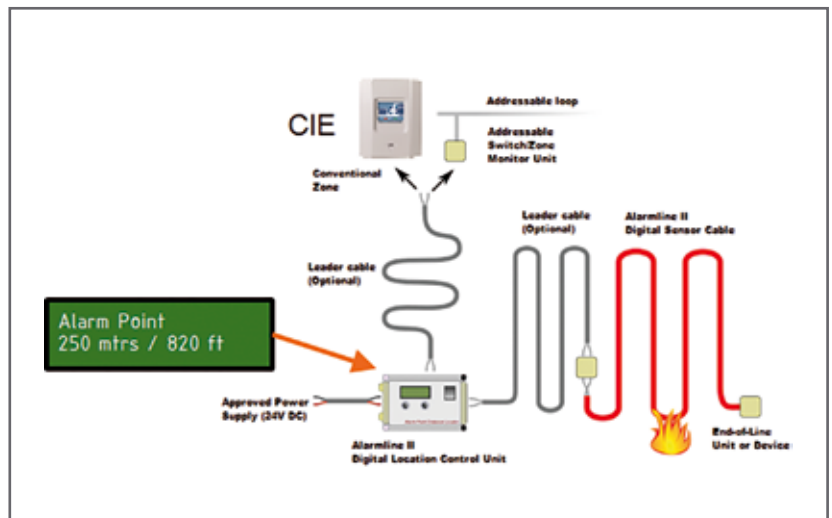 CIE
Addressable loop
Addressable
Switch/Zone
Monitor Unit
Conventional
Zone
Leader cable
(Optional)
Leader cable
(Optional)
Alarmline II
Digital Sensor Cable
Alarm Point
250 mtrs / 820 ft
Approved Power
Supply (24V DC)
Alarmline II
Digital Location Control Unit
End-of-Line
Unit or Device